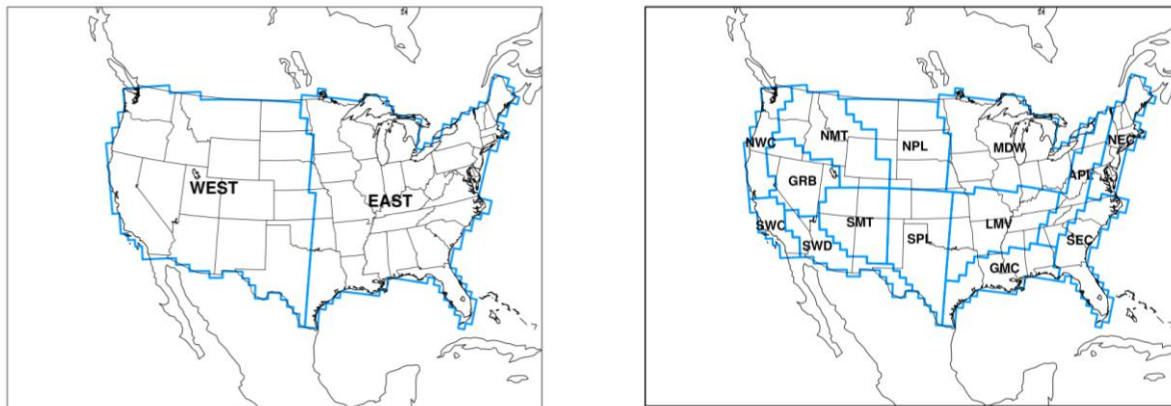 WEST
EAST
NWC
NMT
NPL
MDW
NEC
GRB
APL
SWC
SWD
SMT
SPL
LMV
SEC
GMC